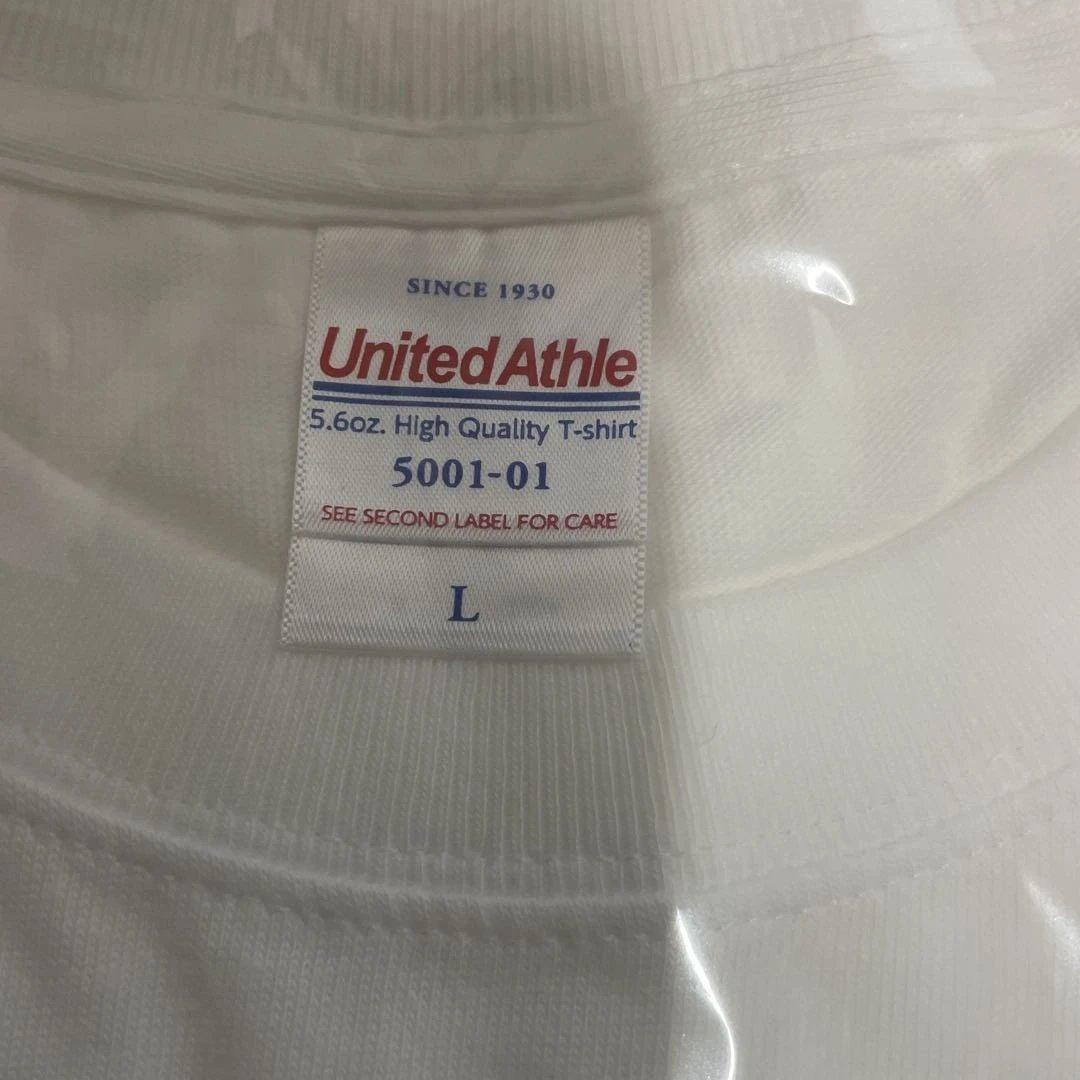 SINCE 1930
United Athle
5.6oz. High Quality T-shirt
5001-01
SEE SECOND LABEL FOR CARE
L